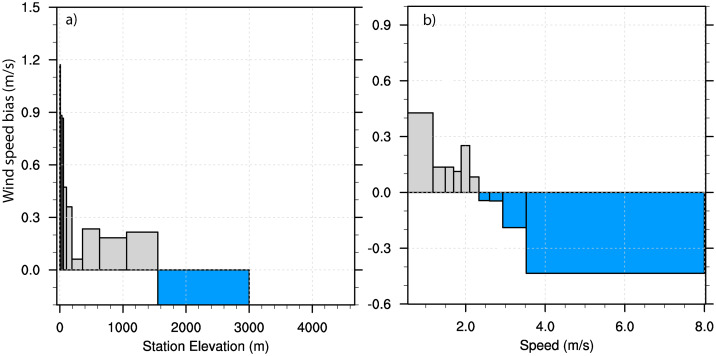 a)
Wind speed bias (m/s)
1.5
1.2
0.9
0.6
0.3
0.0
0 1000 2000 3000 4000
Station Elevation (m)
b)
0.9
0.6
0.3
0.0
-0.3
-0.6
2.0 4.0 6.0 8.0
Speed (m/s)